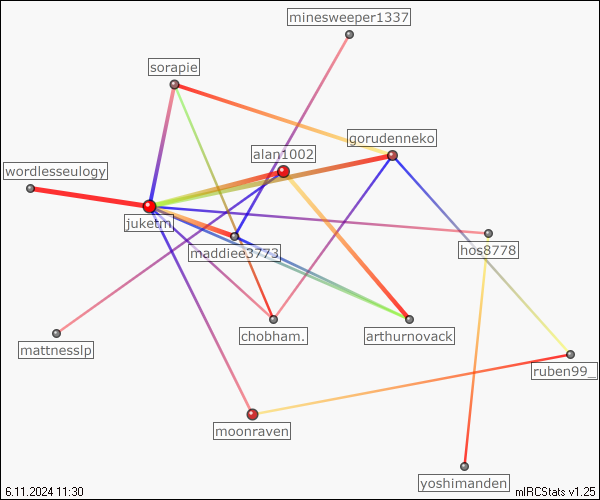 minesweeper1337
sorapie
gorudenneko
alan1002
wordlesseulogy
juketm
maddiee3773
hos8778
mattnesslp
chobham.
arthurnovack
ruben99_
moonraven
yoshimanden
6.11.2024 11:30
mIRCStats v1.25